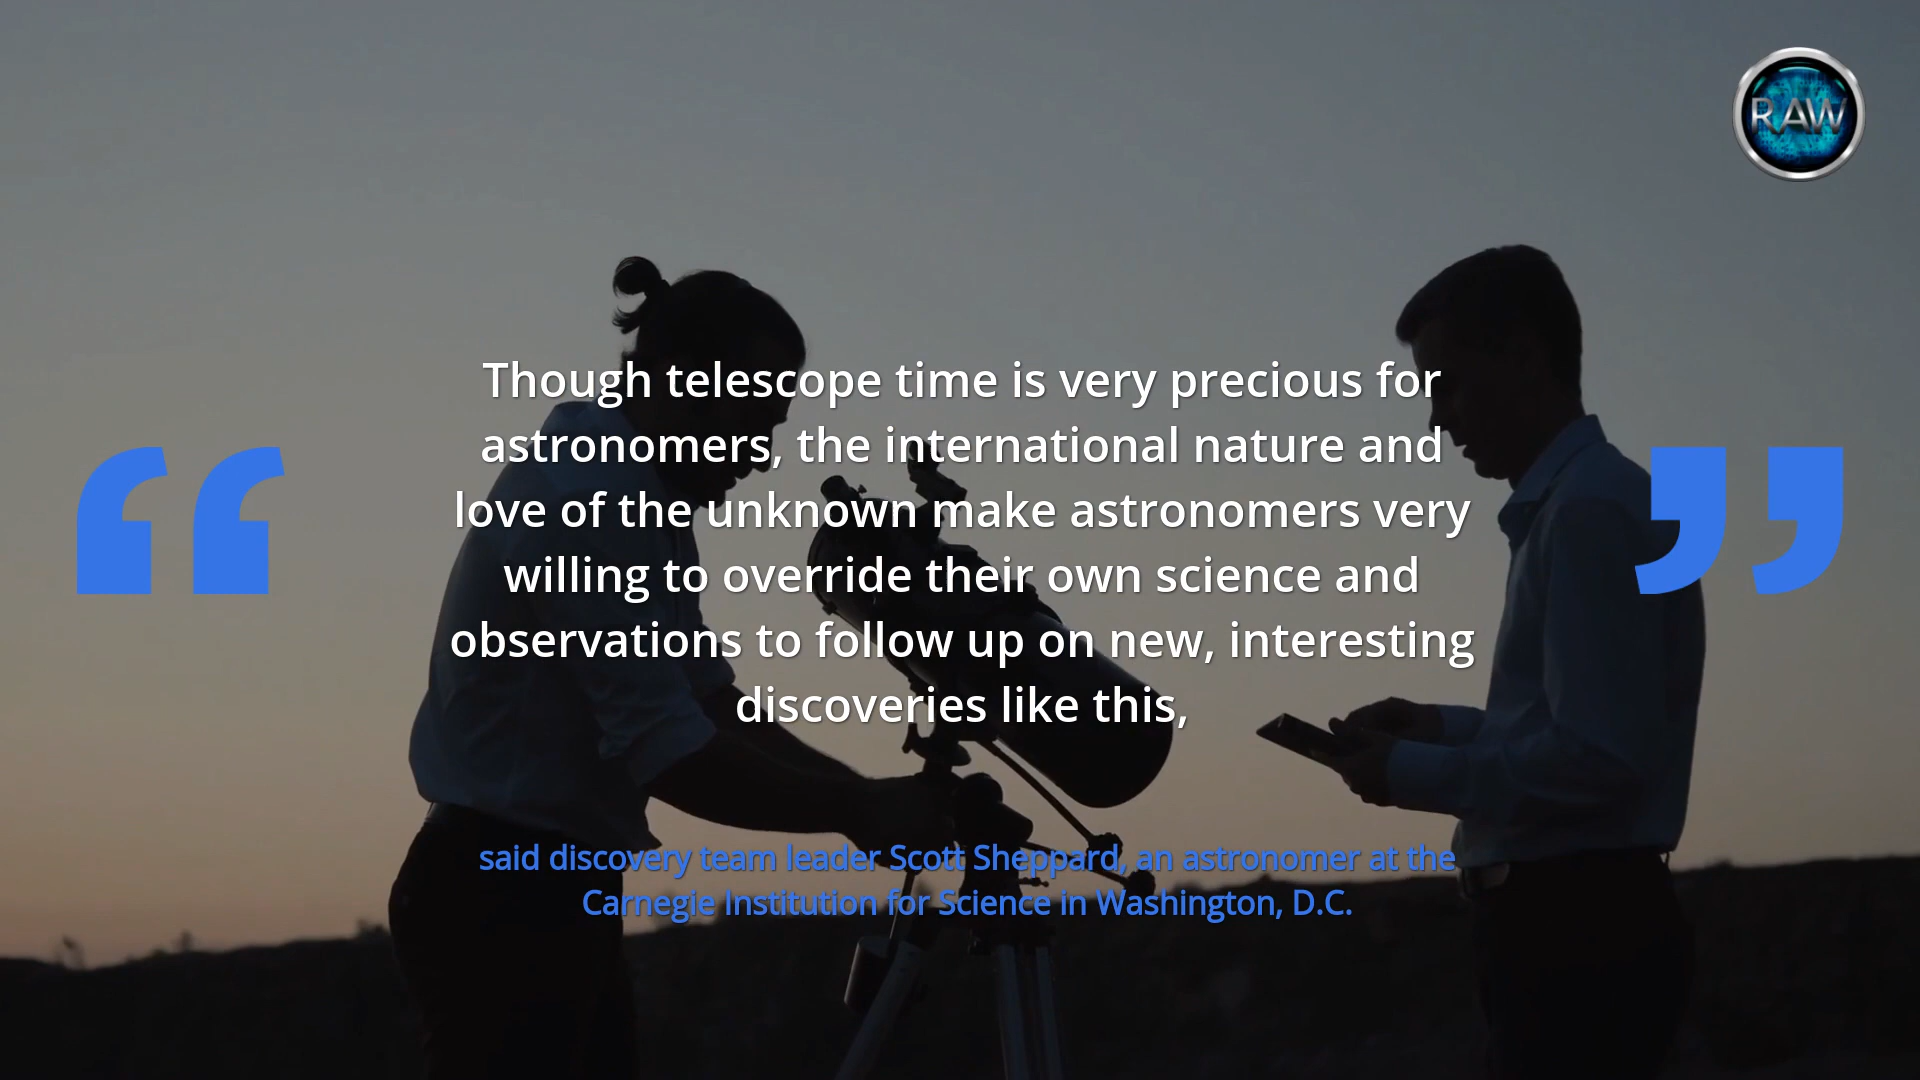 RAW
Though telescope time is very precious for
astronomers, the international nature and
love of the unknown make astronomers very
willing to override their own science and
observations to follow up on new, interesting
discoveries like this,
said discovery team leader Scott Sheppard, an astronomer at the
Carnegie Institution for Science in Washington, D.C.